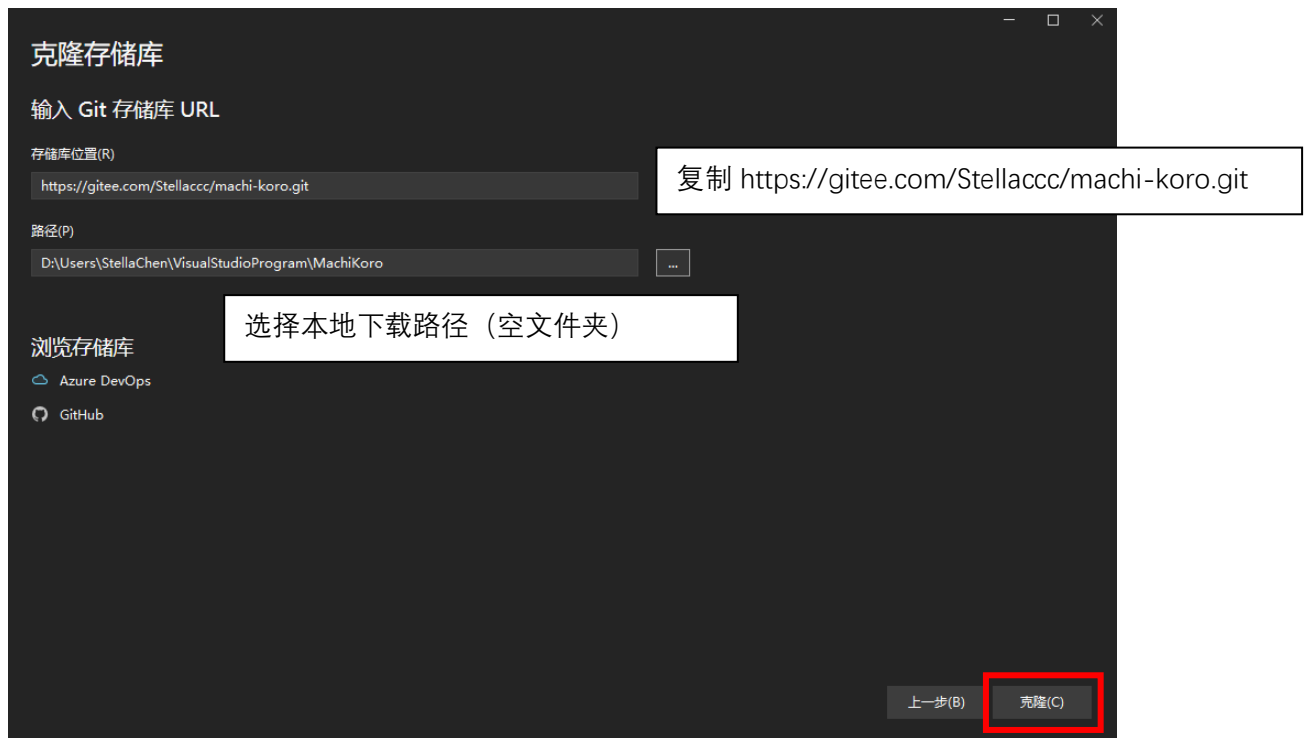 克隆存储库
输入 Git 存储库 URL
存储库位置(R)
https://gitee.com/Stellaccc/machi-koro.git
复制 https://gitee.com/Stellaccc/machi-koro.git
路径(P)
D:\Users\StellaChen\VisualStudioProgram\MachiKoro
...
选择本地下载路径（空文件夹）
浏览存储库
Azure DevOps
GitHub
上一步(B)
克隆(C)